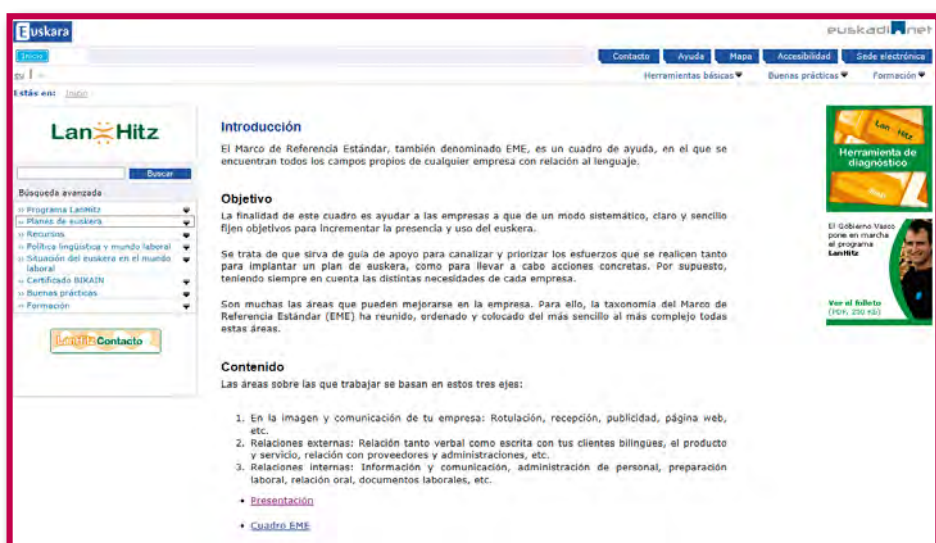 Euskara
euskadi.net
Inicio
Contacto Ayuda Mapa Accesibilidad Sede electrónica
eu
Herramientas básicas Buenas prácticas Formación
Estás en: Inicio
LanHitz
Buscar
Búsqueda avanzada
» Programa LanHitz
» Planes de euskera
» Recursos
» Política lingüística y mundo laboral
» Situación del euskera en el mundo
laboral
» Certificado BIKAIN
» Buenas prácticas
» Formación
LanHitz Contacto
Introducción
El Marco de Referencia Estándar, también denominado EME, es un cuadro de ayuda, en el que se
encuentran todos los campos propios de cualquier empresa con relación al lenguaje.
Objetivo
La finalidad de este cuadro es ayudar a las empresas a que de un modo sistemático, claro y sencillo
fijen objetivos para incrementar la presencia y uso del euskera.
Se trata de que sirva de guía de apoyo para canalizar y priorizar los esfuerzos que se realicen tanto
para implantar un plan de euskera, como para llevar a cabo acciones concretas. Por supuesto,
teniendo siempre en cuenta las distintas necesidades de cada empresa.
Son muchas las áreas que pueden mejorarse en la empresa. Para ello, la taxonomía del Marco de
Referencia Estándar (EME) ha reunido, ordenado y colocado del más sencillo al más complejo todas
estas áreas.
Contenido
Las áreas sobre las que trabajar se basan en estos tres ejes:
1. En la imagen y comunicación de tu empresa: Rotulación, recepción, publicidad, página web,
etc.
2. Relaciones externas: Relación tanto verbal como escrita con tus clientes bilingües, el producto
y servicio, relación con proveedores y administraciones, etc.
3. Relaciones internas: Información y comunicación, administración de personal, preparación
laboral, relación oral, documentos laborales, etc.
• Presentación
• Cuadro EME
Lan Hitz
Herramienta de
diagnóstico
El Gobierno Vasco
pone en marcha
el programa
LanHitz
Ver el folleto